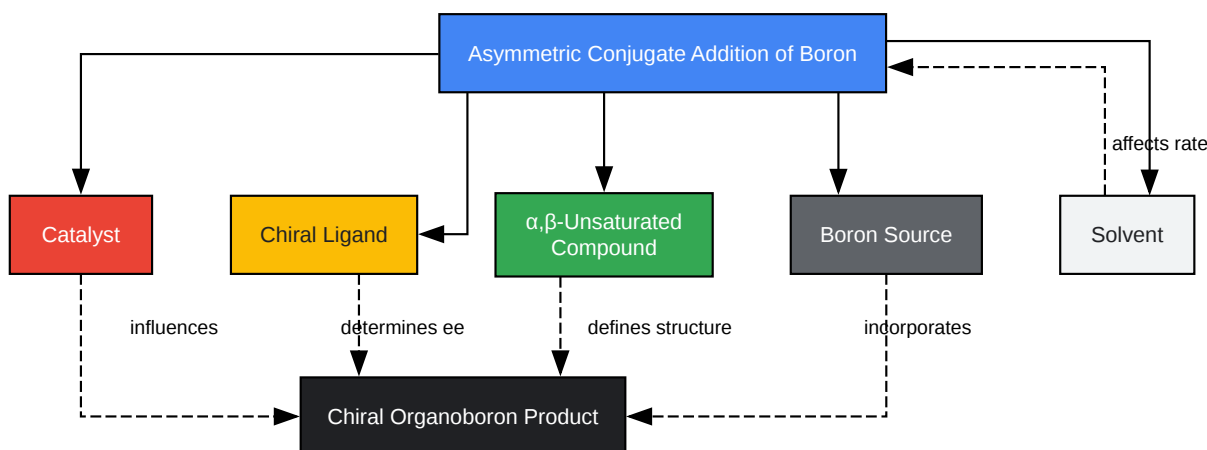 Asymmetric Conjugate Addition of Boron
affects rate
Catalyst
Chiral Ligand
α,β-Unsaturated
Compound
Boron Source
Solvent
influences
determines ee
defines structure
incorporates
Chiral Organoboron Product